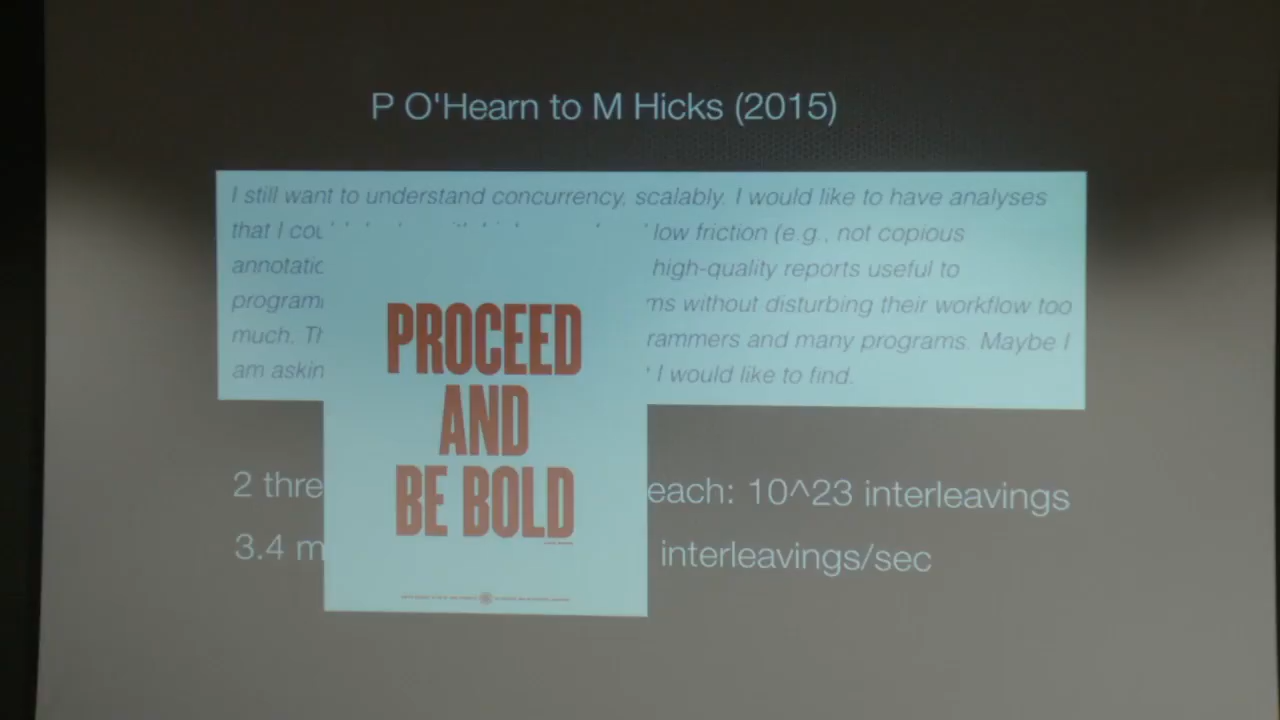 P O'Hearn to M Hicks (2015)
I still want to understand concurrency, scalably. I would like to have analyses
that I cou low friction (e.g., not copious
annotatio high-quality reports useful to
program ms without disturbing their workflow too
much. Th rammers and many programs. Maybe I
am askin I would like to find.
PROCEED
AND
BE BOLD
2 thre each: 10^23 interleavings
3.4 m interleavings/sec